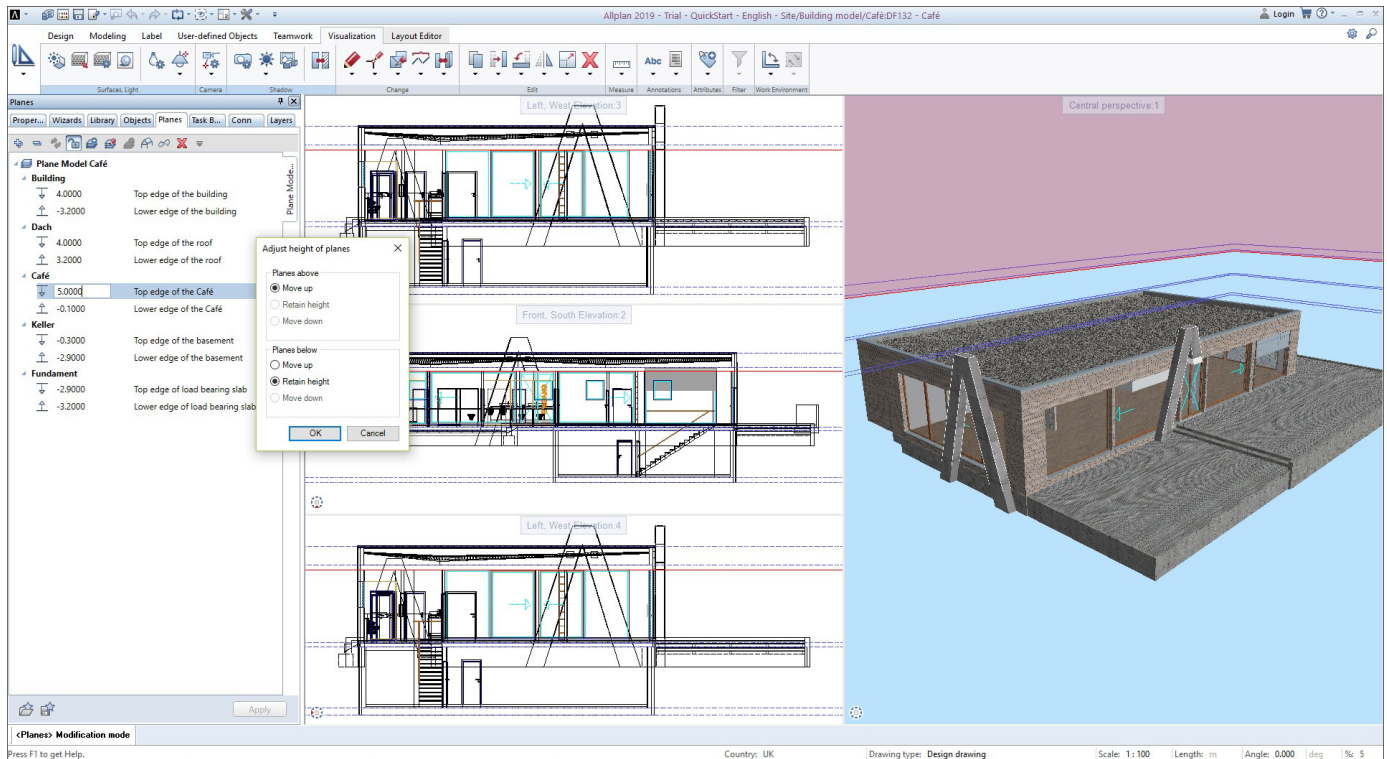 Allplan 2019 - Trial - QuickStart - English - Site/Building model/Café:DF132 - Café
Login
Design Modeling Label User-defined Objects Teamwork Visualization Layout Editor
Abc
Surfaces, Light Camera Shadow Change Edit Measure Annotations Attributes Filter Work Environment
Planes
Proper... Wizards Library Objects Planes Task B... Conn Layers
Plane Mode...
Plane Model Café
Building
4.0000 Top edge of the building
-3.2000 Lower edge of the building
Dach
4.0000 Top edge of the roof
3.2000 Lower edge of the roof
Café
5.0000 Top edge of the Café
-0.1000 Lower edge of the Café
Keller
-0.3000 Top edge of the basement
-2.9000 Lower edge of the basement
Fundament
-2.9000 Top edge of load bearing slab
-3.2000 Lower edge of load bearing slab
Apply
Adjust height of planes
Planes above
Move up
Retain height
Move down
Planes below
Move up
Retain height
Move down
OK Cancel
Left, West Elevation:3
Front, South Elevation:2
Left, West Elevation:4
Central perspective:1
<Planes> Modification mode
Press F1 to get Help.
Country: UK
Drawing type: Design drawing
Scale: 1 : 100
Length: m
Angle: 0.000 deg
%: 5